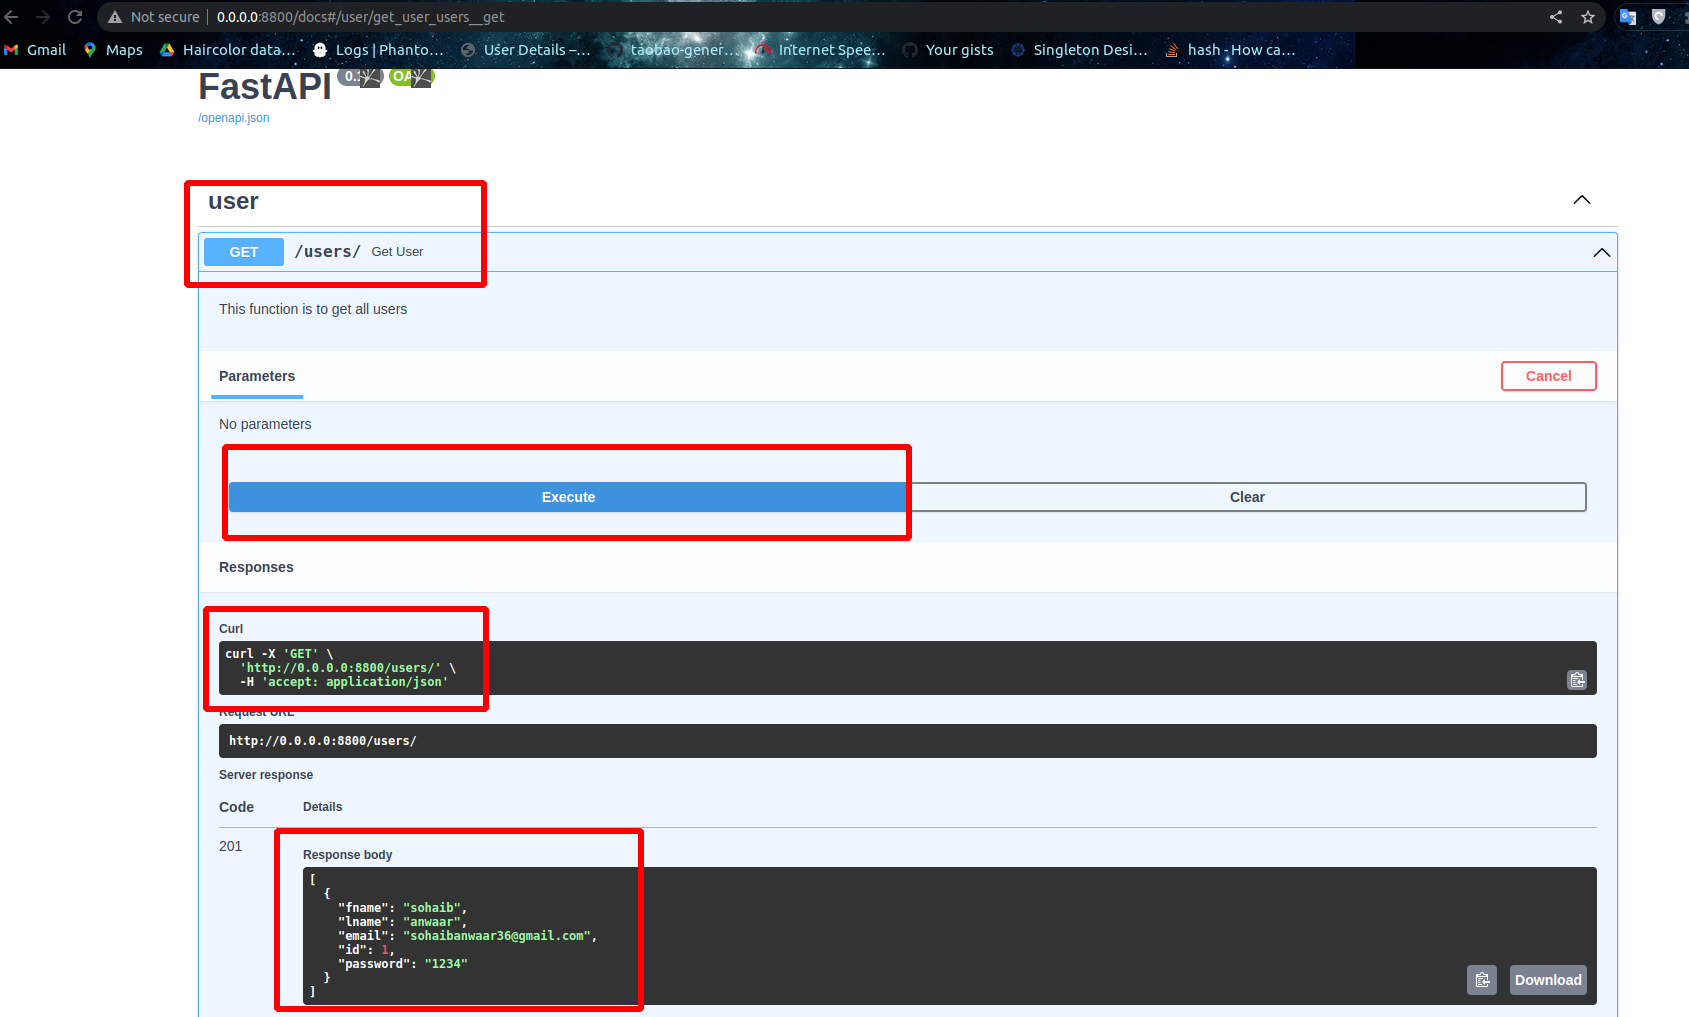 Not secure 0.0.0.0:8800/docs#/user/get_user_users__get
Gmail Maps Haircolor data... Logs | Phanto... User Details –... taobao-gener... Internet Spee... Your gists Singleton Desi... hash - How ca...
FastAPI 0. OA
/openapi.json
user
GET /users/ Get User
This function is to get all users
Parameters Cancel
No parameters
Execute Clear
Responses
Curl
curl -X 'GET' \
'http://0.0.0.0:8800/users/' \
-H 'accept: application/json'
Request URL
http://0.0.0.0:8800/users/
Server response
Code Details
201
Response body
[
{
"fname": "sohaib",
"lname": "anwaar",
"email": "sohaibanwaar36@gmail.com",
"id": 1,
"password": "1234"
}
]
Download